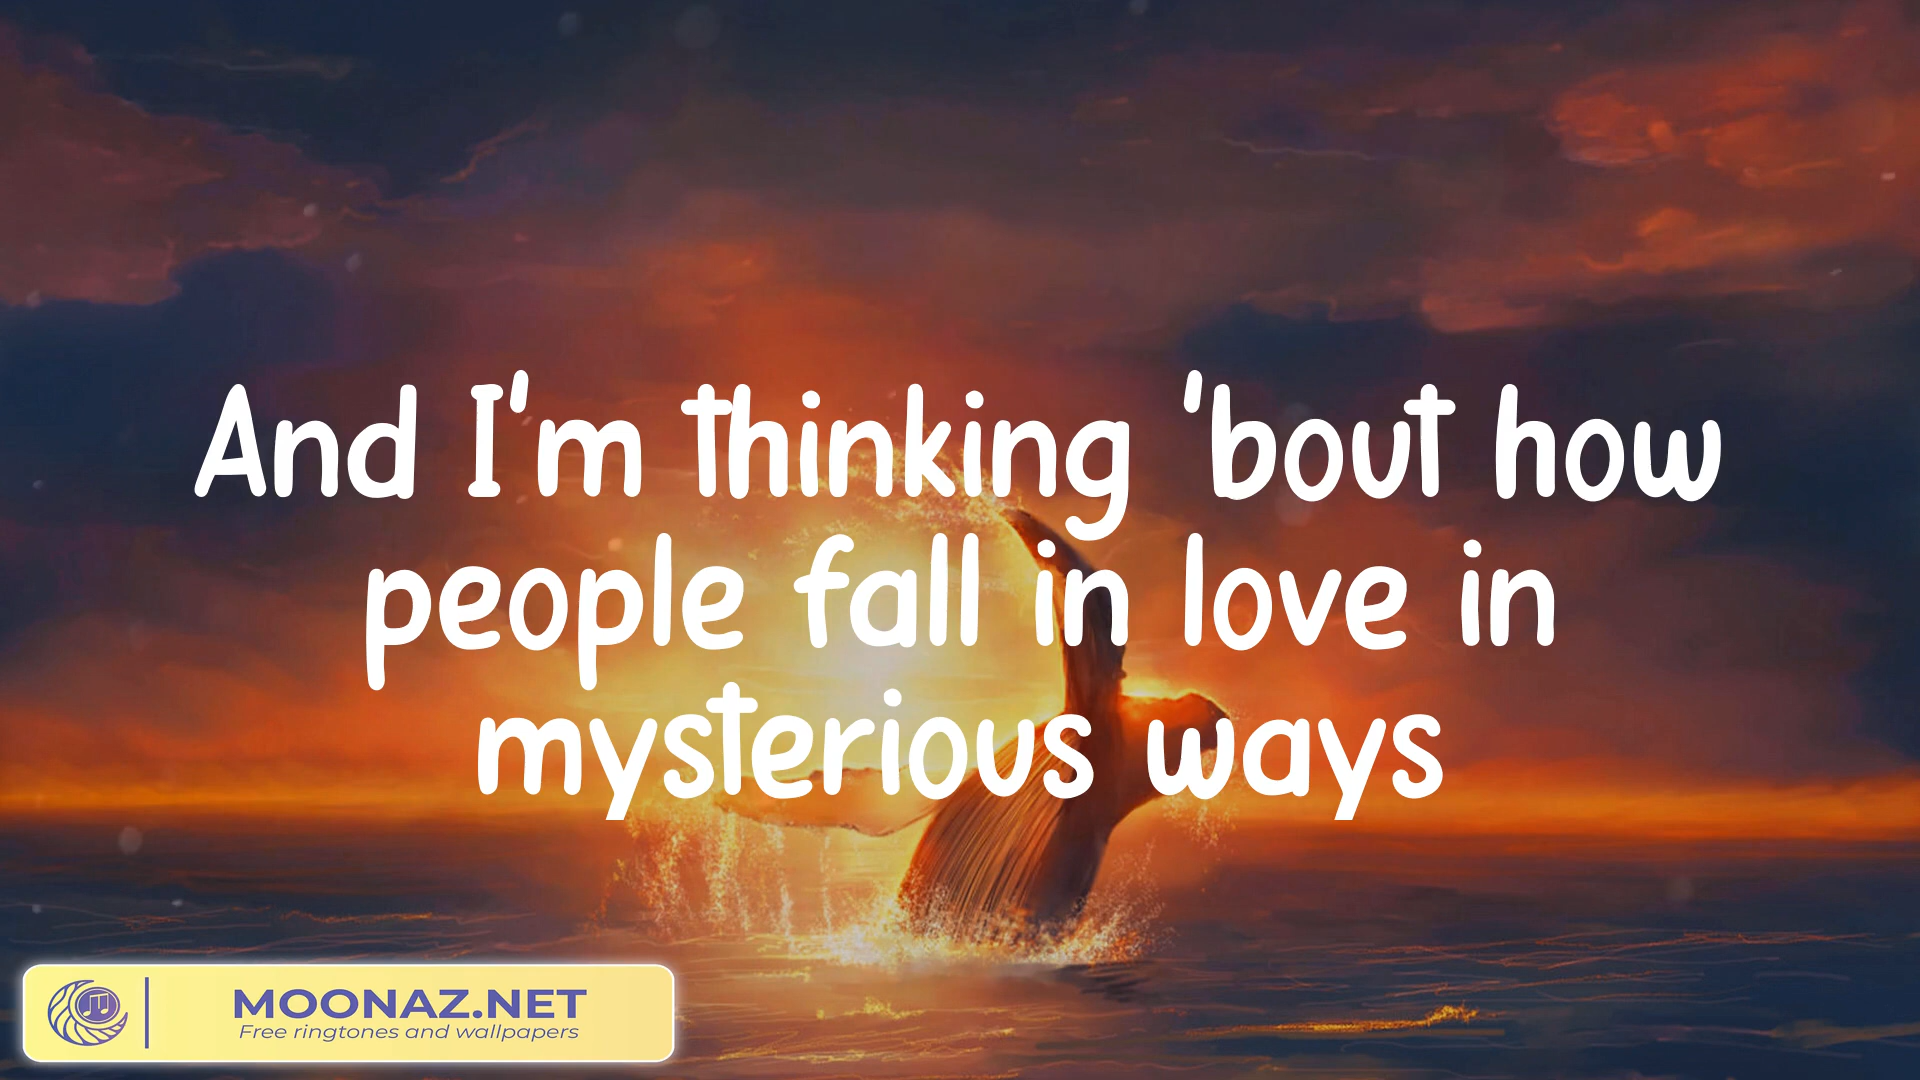 And I'm thinking 'bout how
people fall in love in
mysterious ways
MOONAZ.NET
Free ringtones and wallpapers